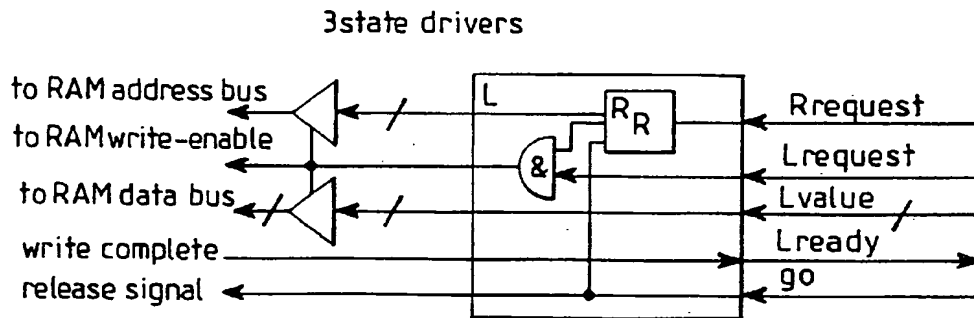 3state drivers
to RAM address bus
to RAM write-enable
to RAM data bus
write complete
release signal
L
R
R
&
Rrequest
Lrequest
Lvalue
Lready
go